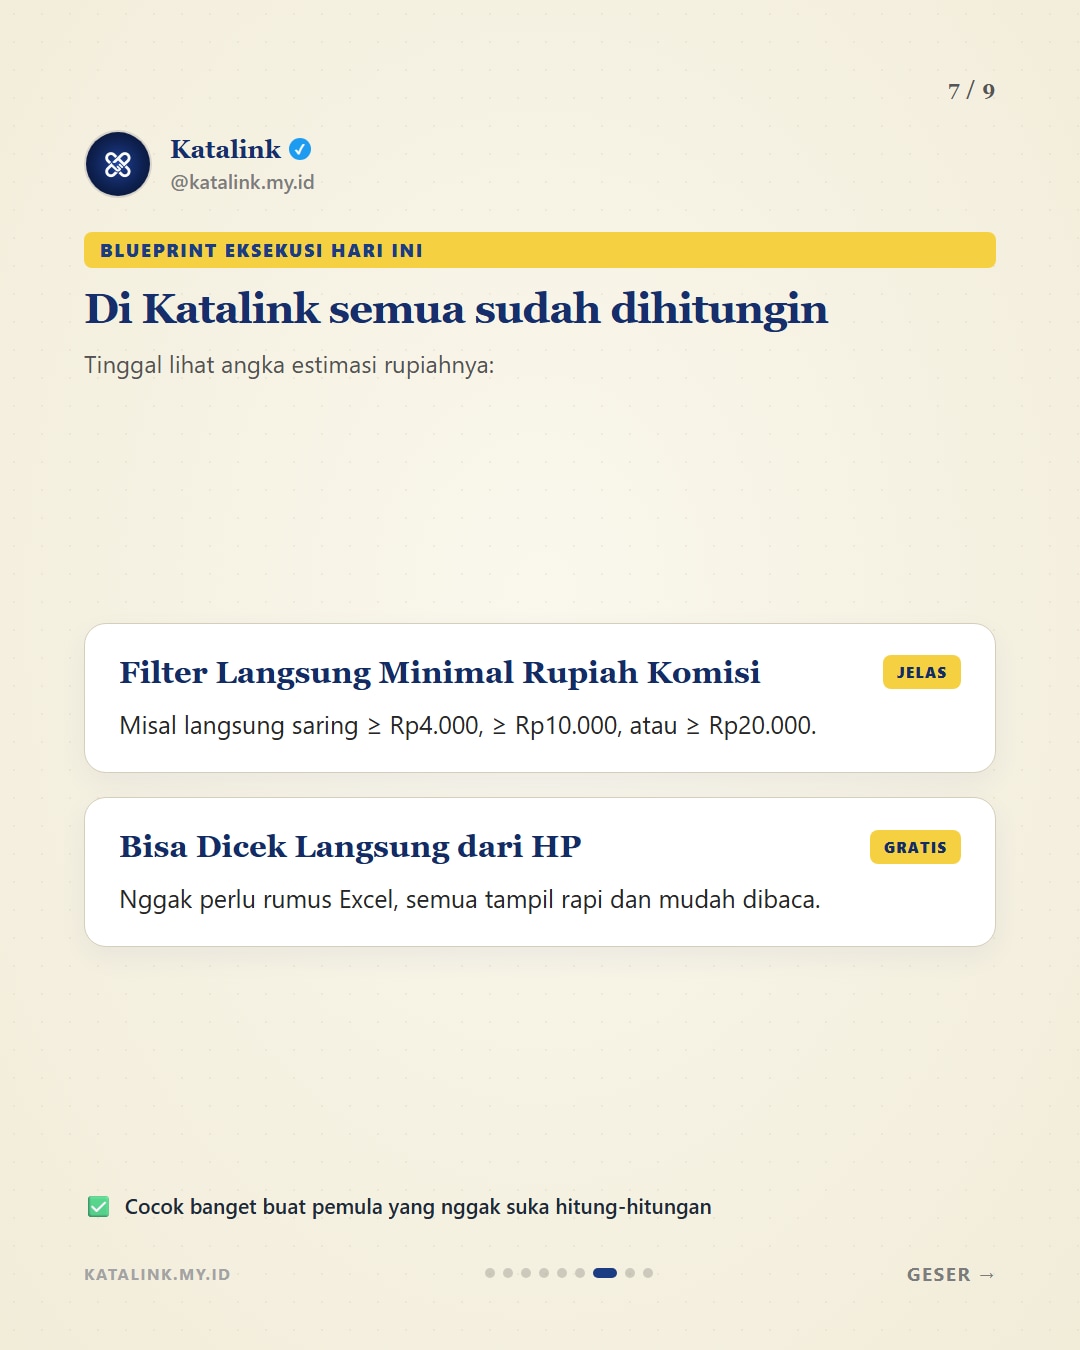 7 / 9
Katalink
@katalink.my.id
BLUEPRINT EKSEKUSI HARI INI
Di Katalink semua sudah dihitungin
Tinggal lihat angka estimasi rupiahnya:
Filter Langsung Minimal Rupiah Komisi
JELAS
Misal langsung saring ≥ Rp4.000, ≥ Rp10.000, atau ≥ Rp20.000.
Bisa Dicek Langsung dari HP
GRATIS
Nggak perlu rumus Excel, semua tampil rapi dan mudah dibaca.
✅ Cocok banget buat pemula yang nggak suka hitung-hitungan
KATALINK.MY.ID
GESER →